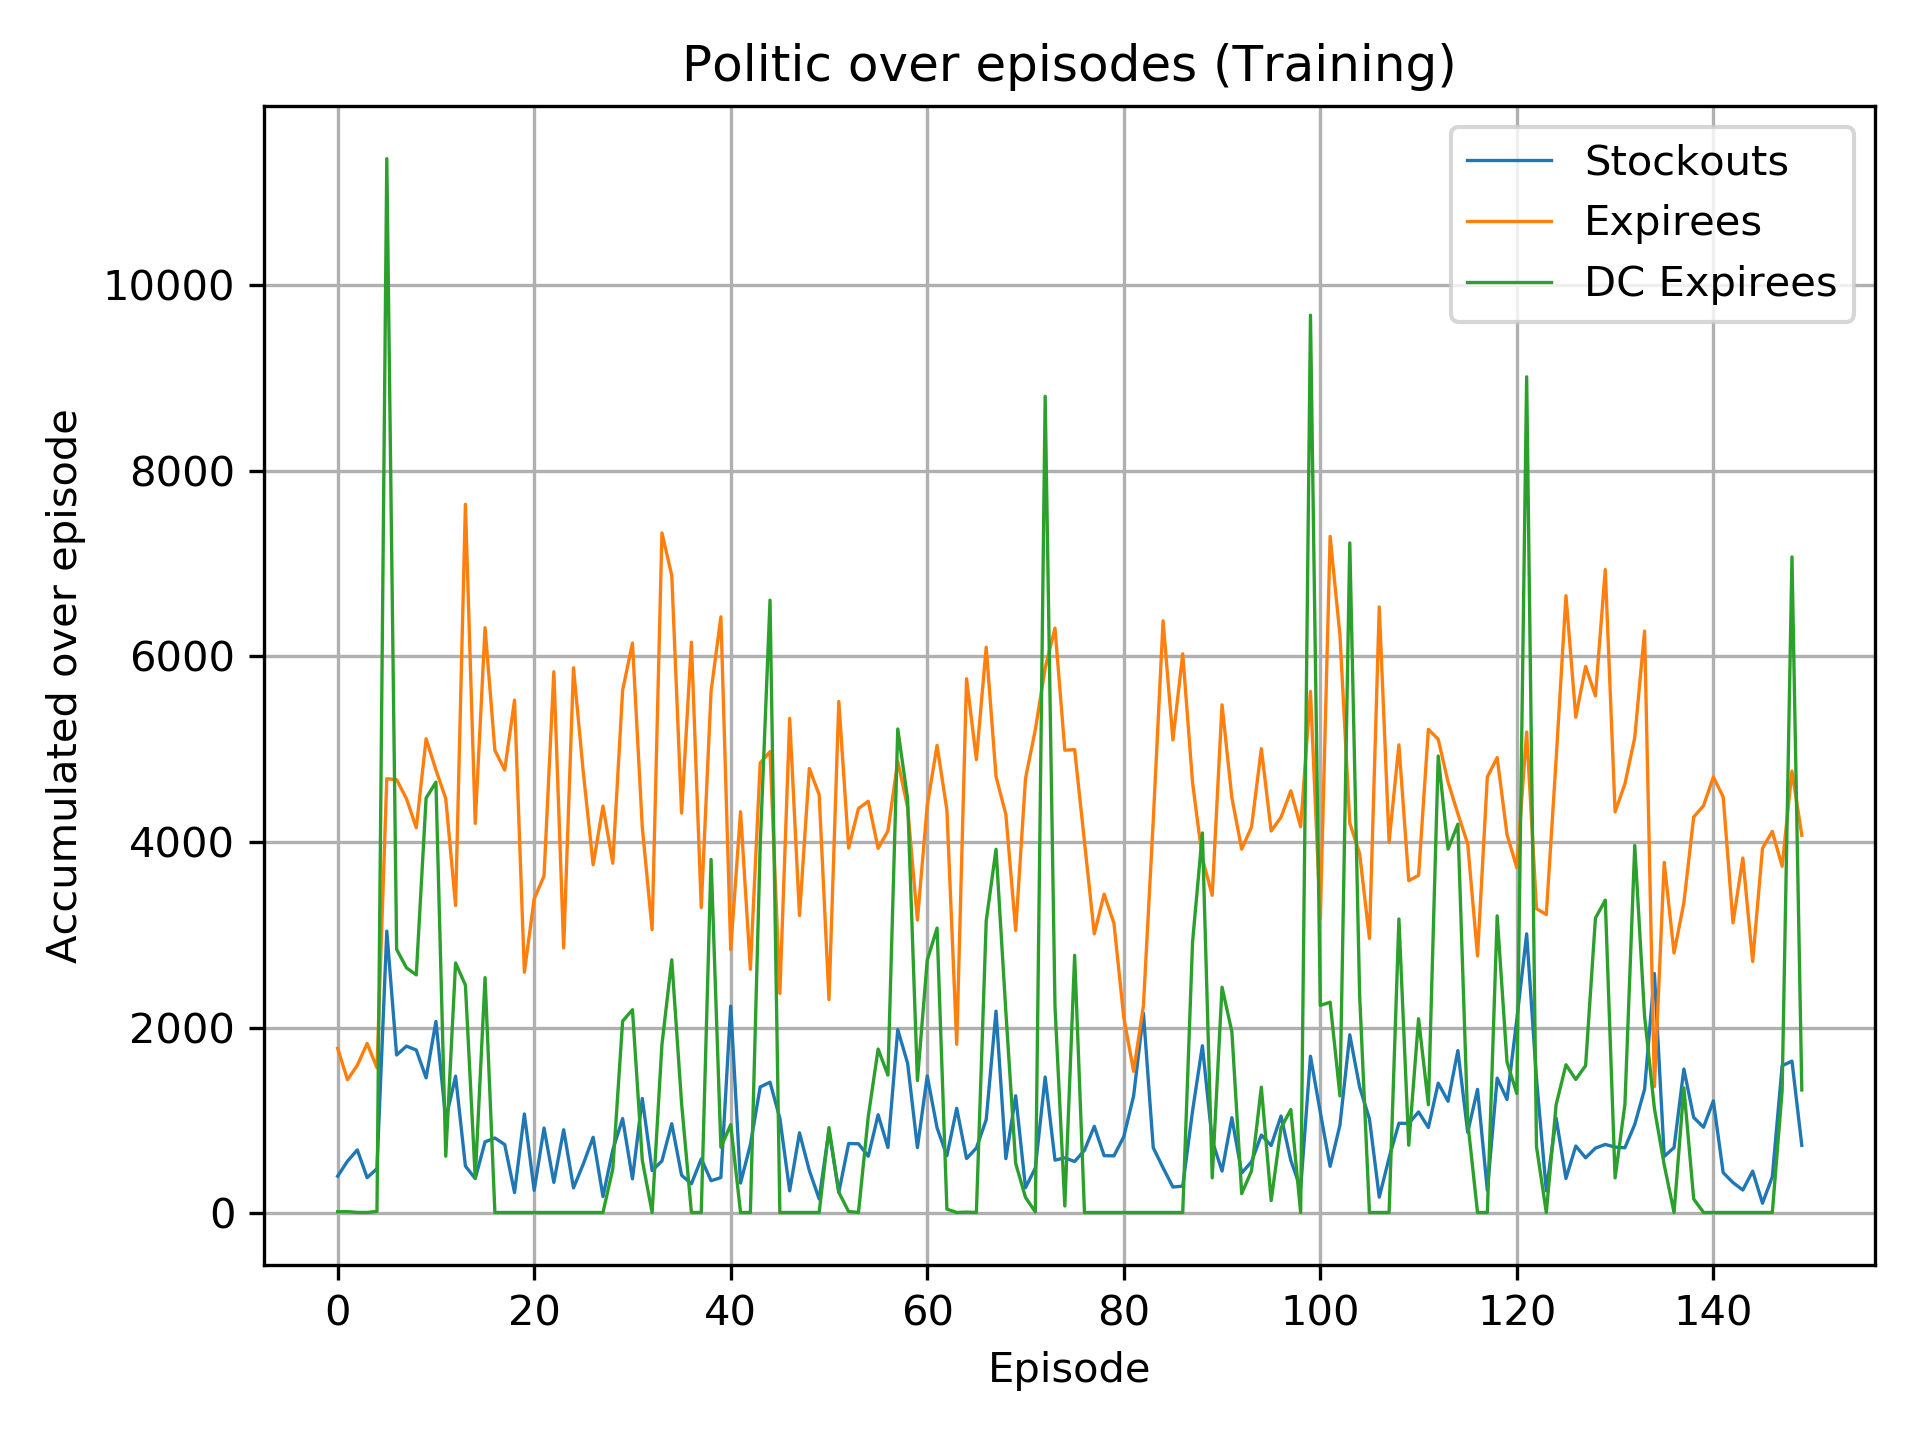 Politic over episodes (Training)
Stockouts
Expirees
DC Expirees
Accumulated over episode
10000
8000
6000
4000
2000
0
0 20 40 60 80 100 120 140
Episode